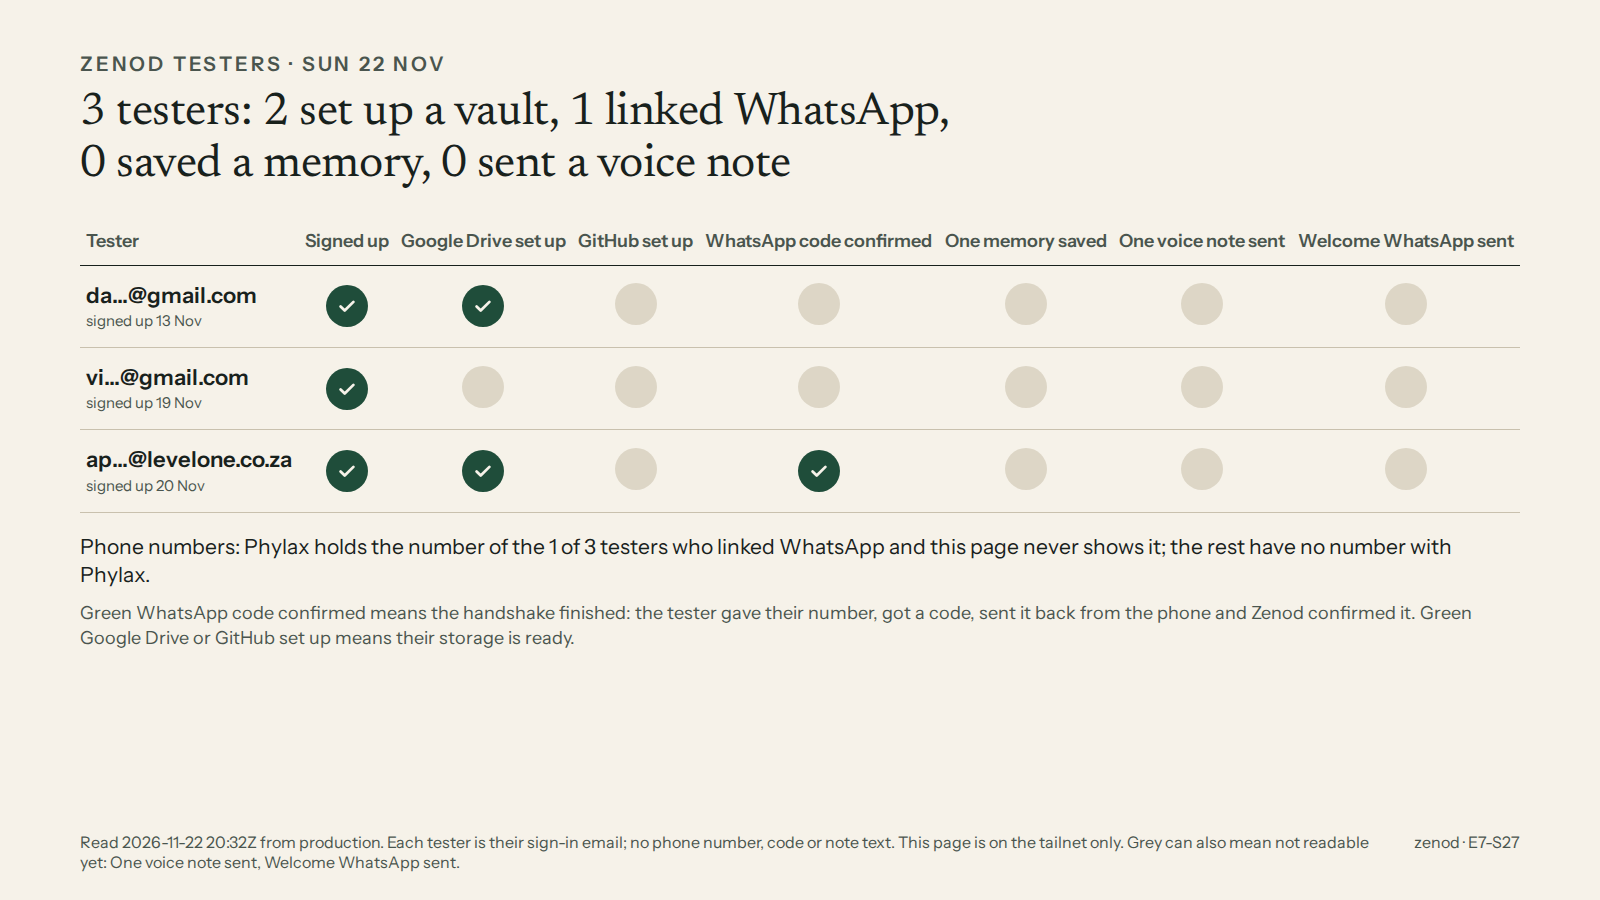 ZENOD TESTERS · SUN 22 NOV
3 testers: 2 set up a vault, 1 linked WhatsApp,
0 saved a memory, 0 sent a voice note
Tester Signed up Google Drive set up GitHub set up WhatsApp code confirmed One memory saved One voice note sent Welcome WhatsApp sent
da...@gmail.com
signed up 13 Nov
vi...@gmail.com
signed up 19 Nov
ap...@levelone.co.za
signed up 20 Nov
Phone numbers: Phylax holds the number of the 1 of 3 testers who linked WhatsApp and this page never shows it; the rest have no number with
Phylax.
Green WhatsApp code confirmed means the handshake finished: the tester gave their number, got a code, sent it back from the phone and Zenod confirmed it. Green
Google Drive or GitHub set up means their storage is ready.
Read 2026-11-22 20:32Z from production. Each tester is their sign-in email; no phone number, code or note text. This page is on the tailnet only. Grey can also mean not readable
yet: One voice note sent, Welcome WhatsApp sent.
zenod · E7-S27